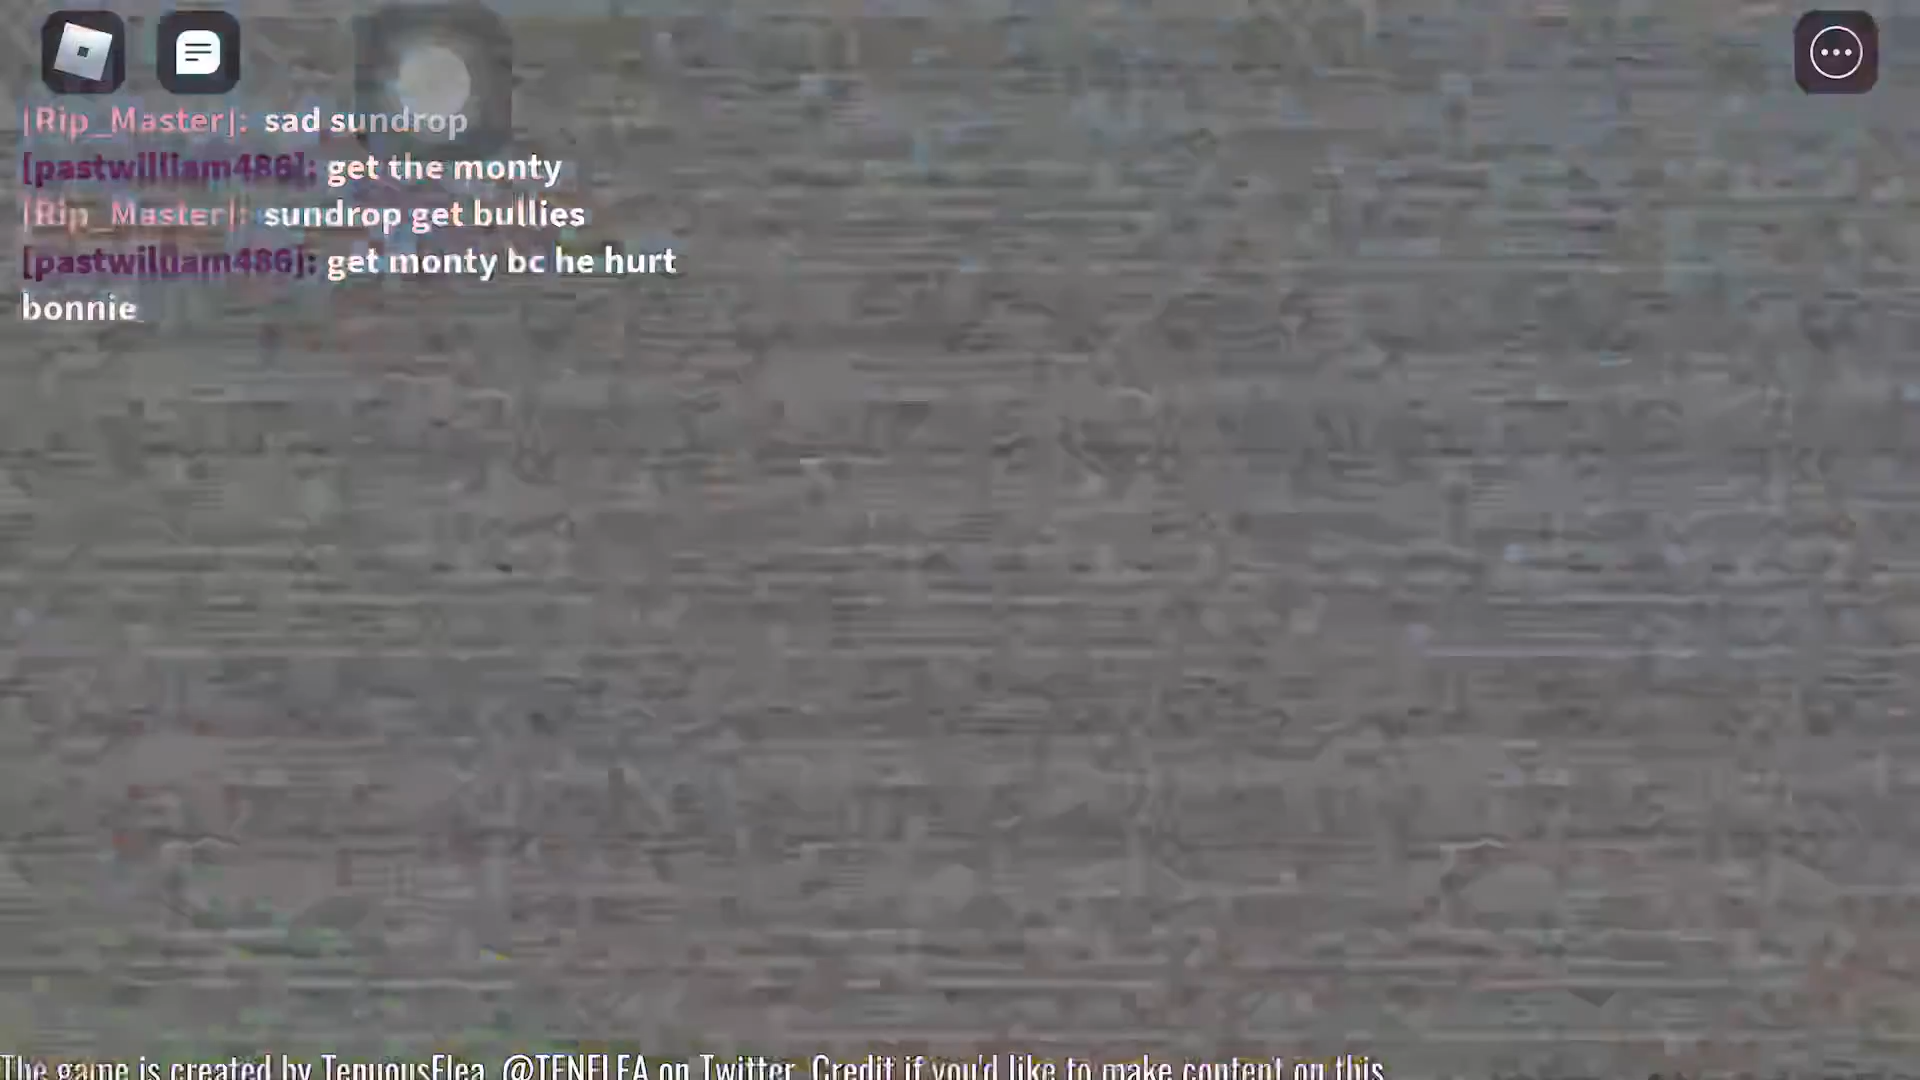 [Rip_Master]: sad sundrop
[pastwilliam486]: get the monty
[Rip_Master]: sundrop get bullies
[pastwilliam486]: get monty bc he hurt
bonnie
The game is created by TenuousFlea. @TENFLEA on Twitter. Credit if you'd like to make content on this